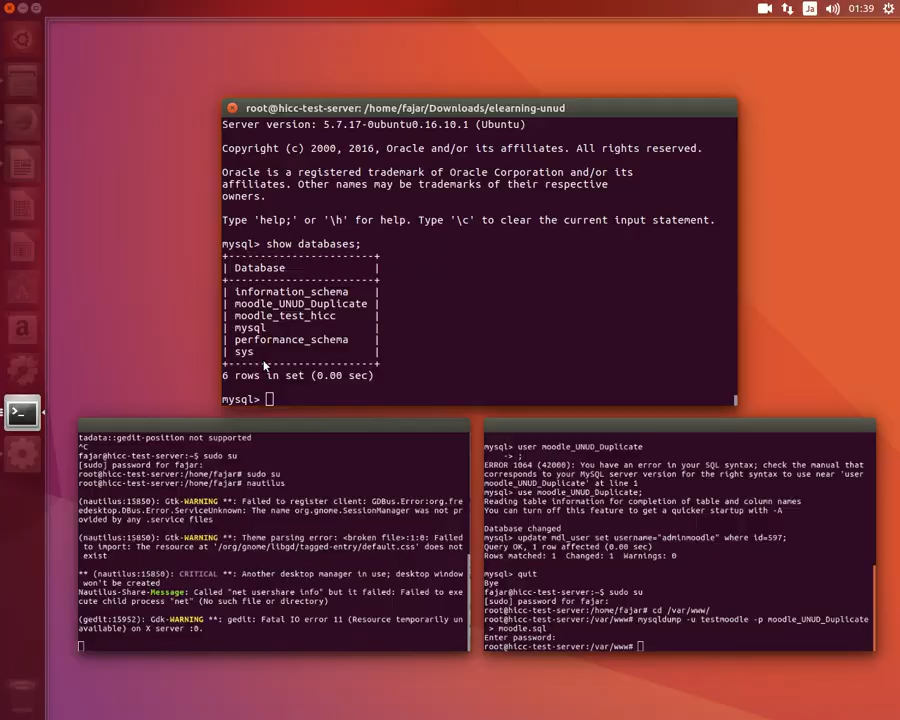 Ja
01:39
root@hicc-test-server: /home/fajar/Downloads/elearning-unud
Server version: 5.7.17-0ubuntu0.16.10.1 (Ubuntu)
Copyright (c) 2000, 2016, Oracle and/or its affiliates. All rights reserved.
Oracle is a registered trademark of Oracle Corporation and/or its
affiliates. Other names may be trademarks of their respective
owners.
Type 'help;' or '\h' for help. Type '\c' to clear the current input statement.
mysql> show databases;
+-----------------------+
| Database |
+-----------------------+
| information_schema |
| moodle_UNUD_Duplicate |
| moodle_test_hicc |
| mysql |
| performance_schema |
| sys |
+-----------------------+
6 rows in set (0.00 sec)
mysql>
tadata::gedit-position not supported
^C
fajar@hicc-test-server:~$ sudo su
[sudo] password for fajar:
root@hicc-test-server:/home/fajar# sudo su
root@hicc-test-server:/home/fajar# nautilus
(nautilus:15850): Gtk-WARNING **: Failed to register client: GDBus.Error:org.fre
edesktop.DBus.Error.ServiceUnknown: The name org.gnome.SessionManager was not pr
ovided by any .service files
(nautilus:15850): Gtk-WARNING **: Theme parsing error: <broken file>:1:0: Failed
to import: The resource at '/org/gnome/libgd/tagged-entry/default.css' does not
exist
** (nautilus:15850): CRITICAL **: Another desktop manager in use; desktop window
won't be created
Nautilus-Share-Message: Called "net usershare info" but it failed: Failed to exe
cute child process "net" (No such file or directory)
(gedit:15952): Gdk-WARNING **: gedit: Fatal IO error 11 (Resource temporarily un
available) on X server :0.
mysql> user moodle_UNUD_Duplicate
-> ;
ERROR 1064 (42000): You have an error in your SQL syntax; check the manual that
corresponds to your MySQL server version for the right syntax to use near 'user
moodle_UNUD_Duplicate' at line 1
mysql> use moodle_UNUD_Duplicate;
Reading table information for completion of table and column names
You can turn off this feature to get a quicker startup with -A
Database changed
mysql> update mdl_user set username="adminmoodle" where id=597;
Query OK, 1 row affected (0.00 sec)
Rows matched: 1  Changed: 1  Warnings: 0
mysql> quit
Bye
fajar@hicc-test-server:~$ sudo su
[sudo] password for fajar:
root@hicc-test-server:/home/fajar# cd /var/www/
root@hicc-test-server:/var/www# mysqldump -u testmoodle -p moodle_UNUD_Duplicate
> moodle.sql
Enter password:
root@hicc-test-server:/var/www#